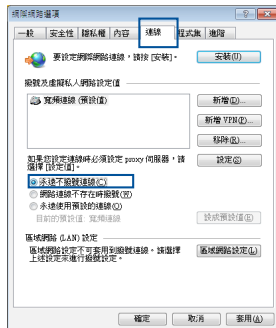 網際網路選項
一般 安全性 隱私權 內容 連線 程式集 進階
要設定網際網路連線，請按 [安裝]。
安裝(U)
撥號及虛擬私人網路設定值
寬頻連線 (預設值)
新增(D)...
新增 VPN(P)...
移除(R)...
如果您設定連線時必須設定 proxy 伺服器，請
選擇 [設定值]。
設定(S)
永遠不撥號連線(C)
網路連線不存在時撥號(W)
永遠使用預設的連線(O)
目前的預設值: 寬頻連線
設成預設值(E)
區域網路 (LAN) 設定
區域網路設定不可套用到撥號連線。請選擇
上述設定來進行撥號設定。
區域網路設定(L)
確定 取消 套用(A)